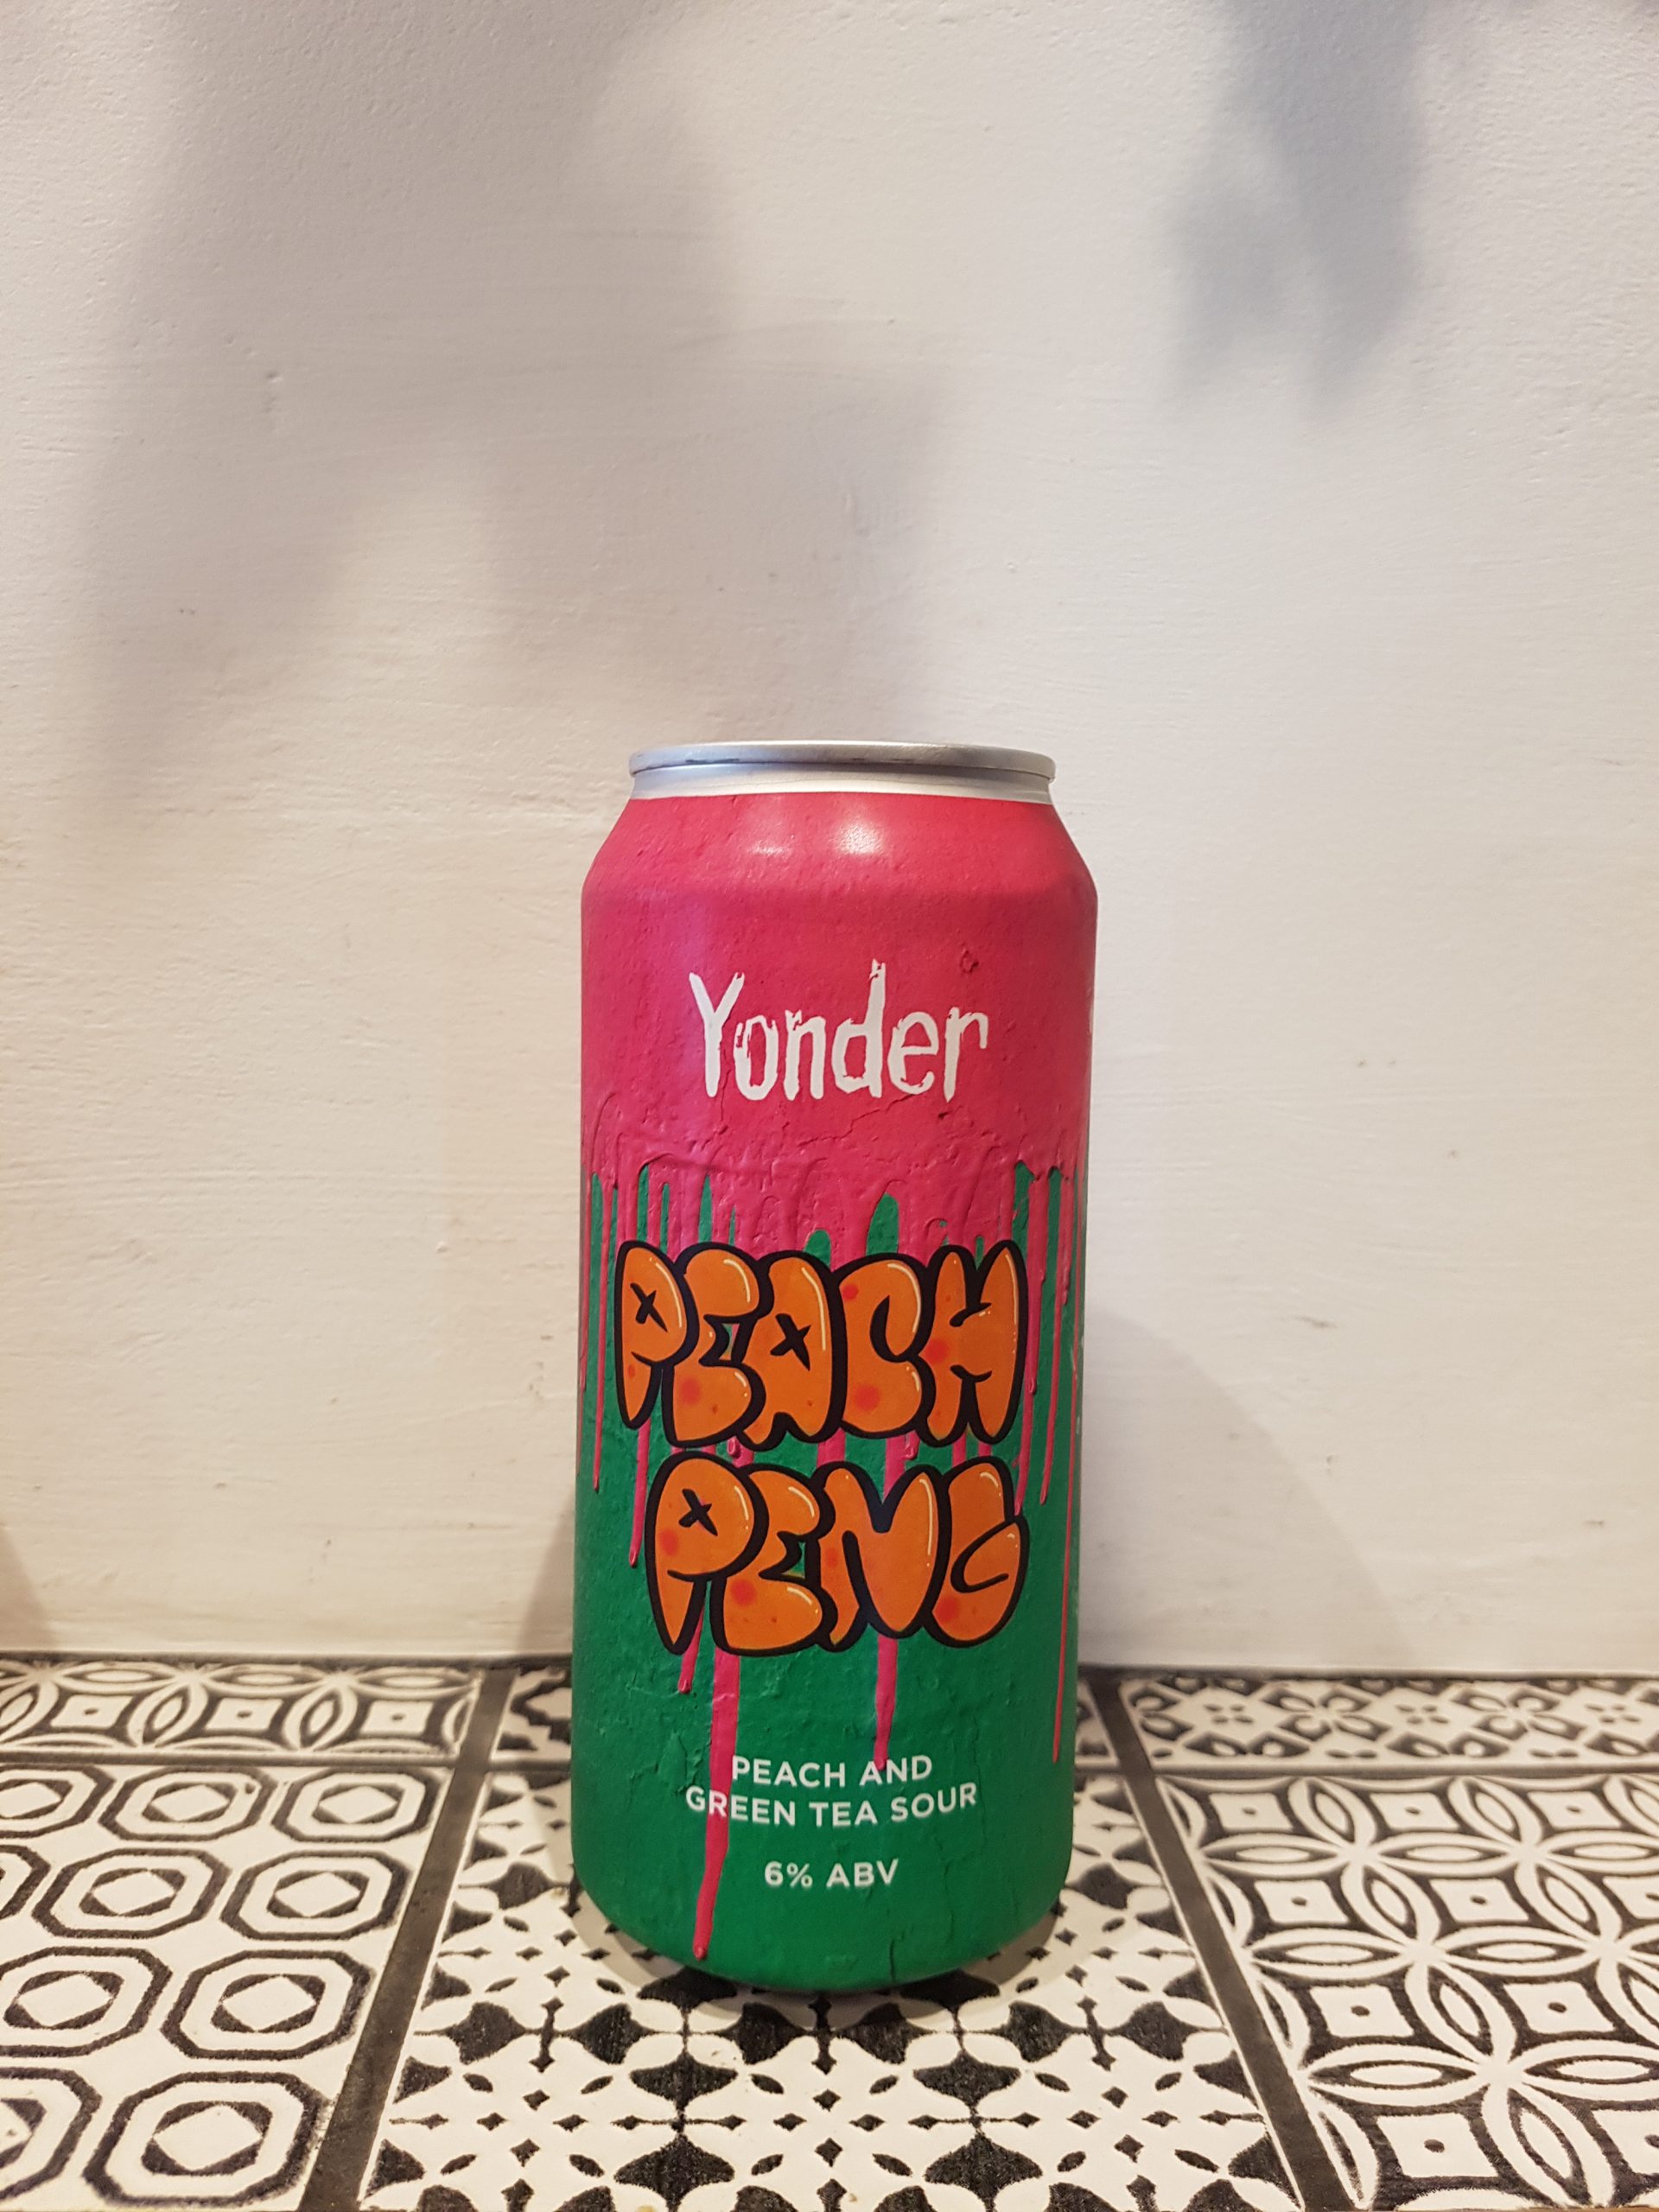 Yonder
PEACH
PENG
PEACH AND
GREEN TEA SOUR
6% ABV